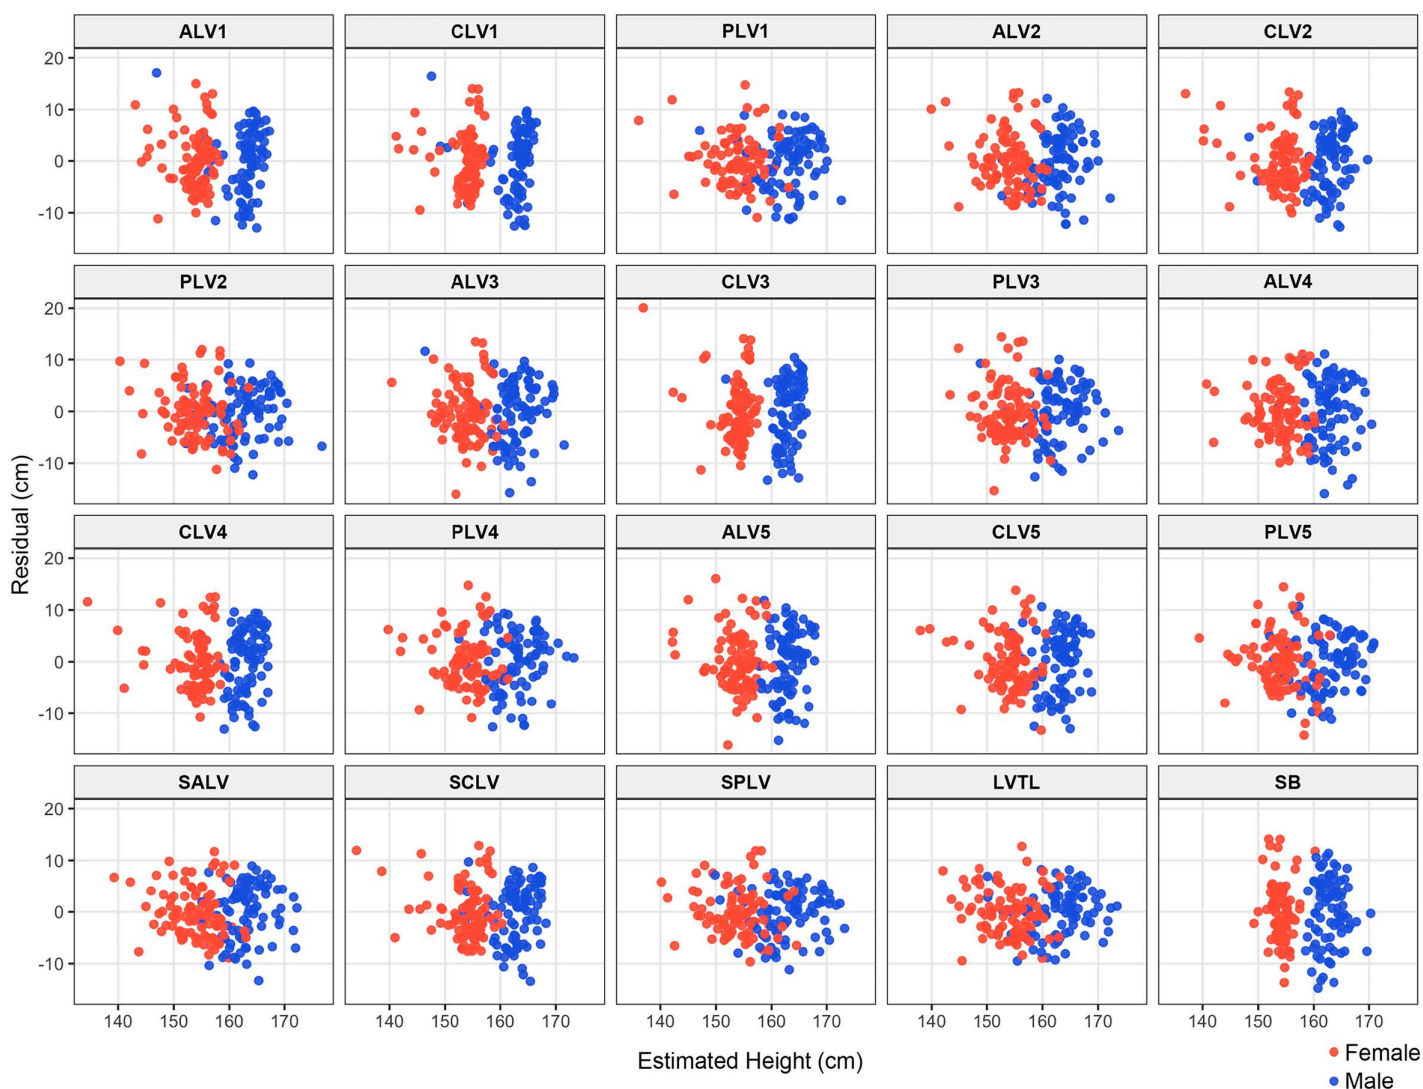 ALV1 CLV1 PLV1 ALV2 CLV2
20
10
0
-10
PLV2 ALV3 CLV3 PLV3 ALV4
20
10
0
-10
CLV4 PLV4 ALV5 CLV5 PLV5
20
10
0
-10
SALV SCLV SPLV LVTL SB
20
10
0
-10
140 150 160 170 140 150 160 170 140 150 160 170 140 150 160 170 140 150 160 170
Residual (cm)
Estimated Height (cm)
Female
Male